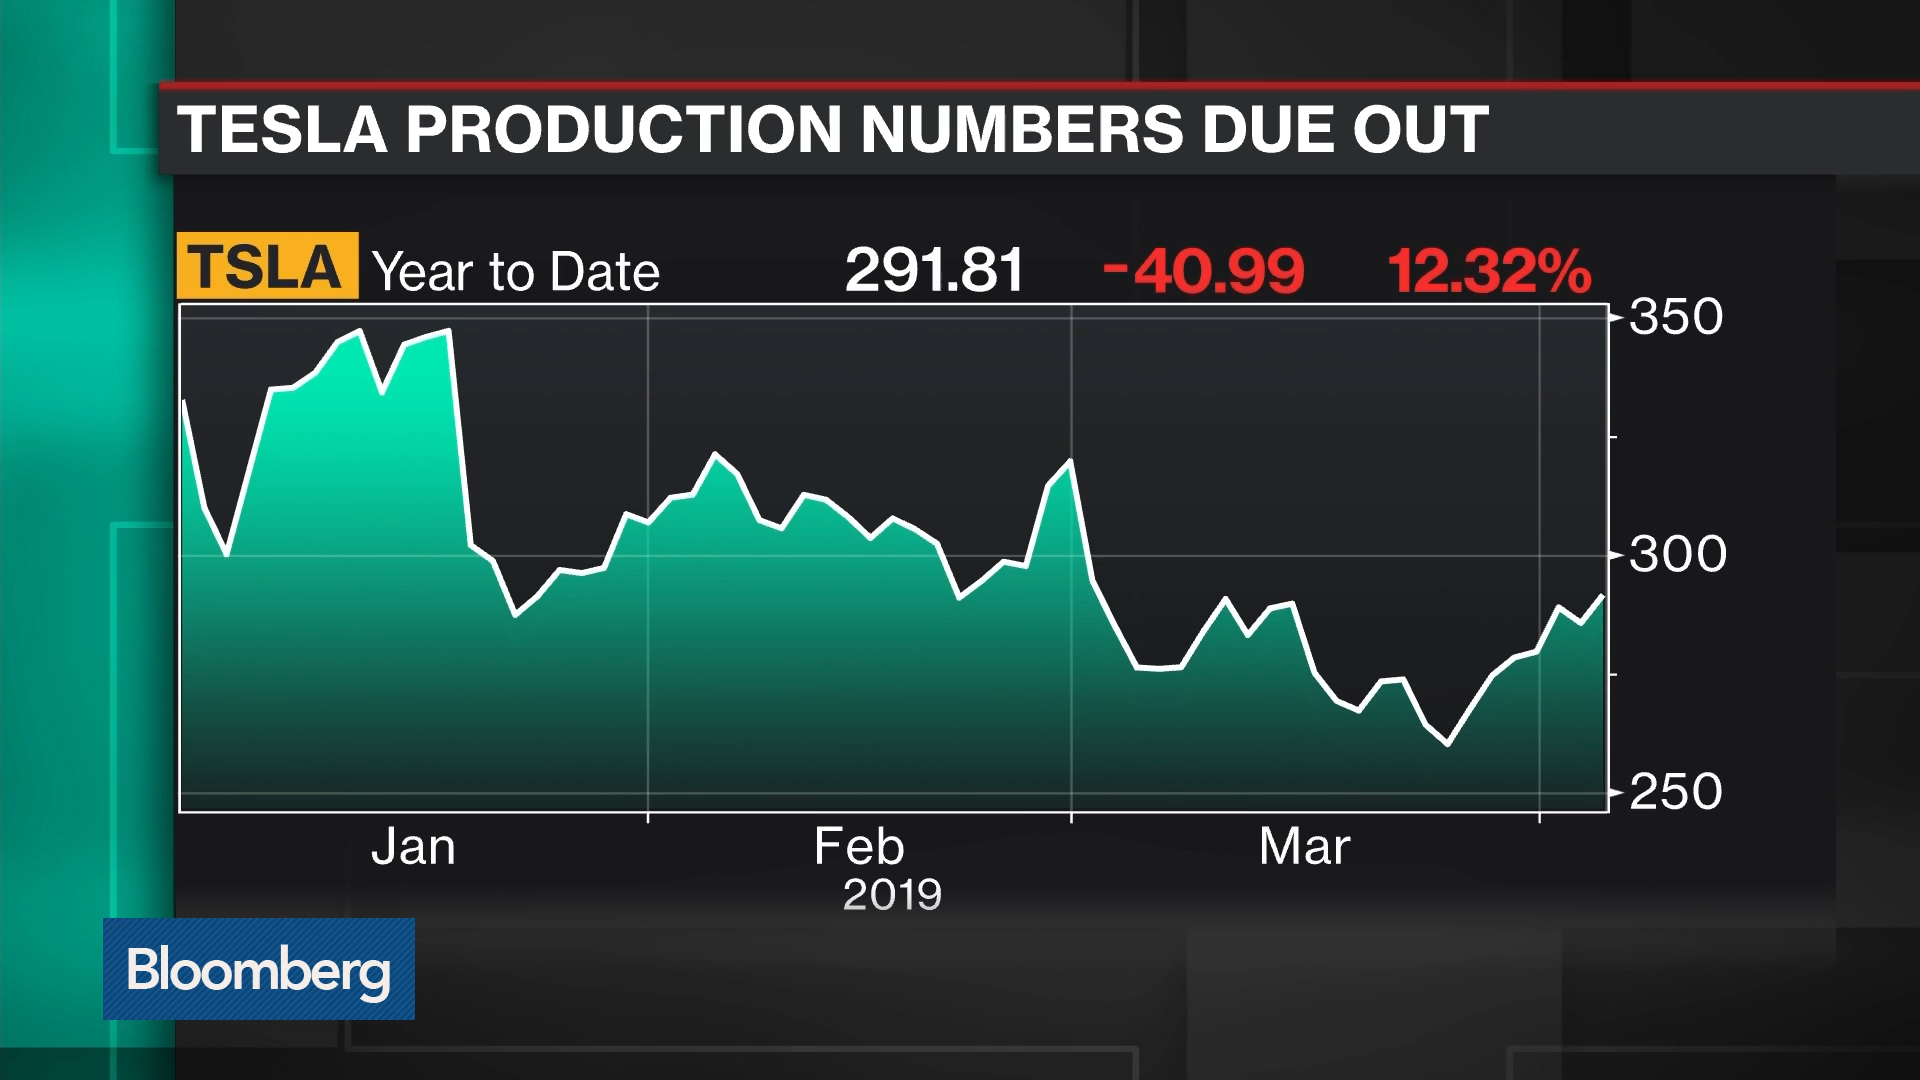 TESLA PRODUCTION NUMBERS DUE OUT
TSLA Year to Date 291.81 -40.99 12.32%
350
300
250
Jan Feb Mar
2019
Bloomberg